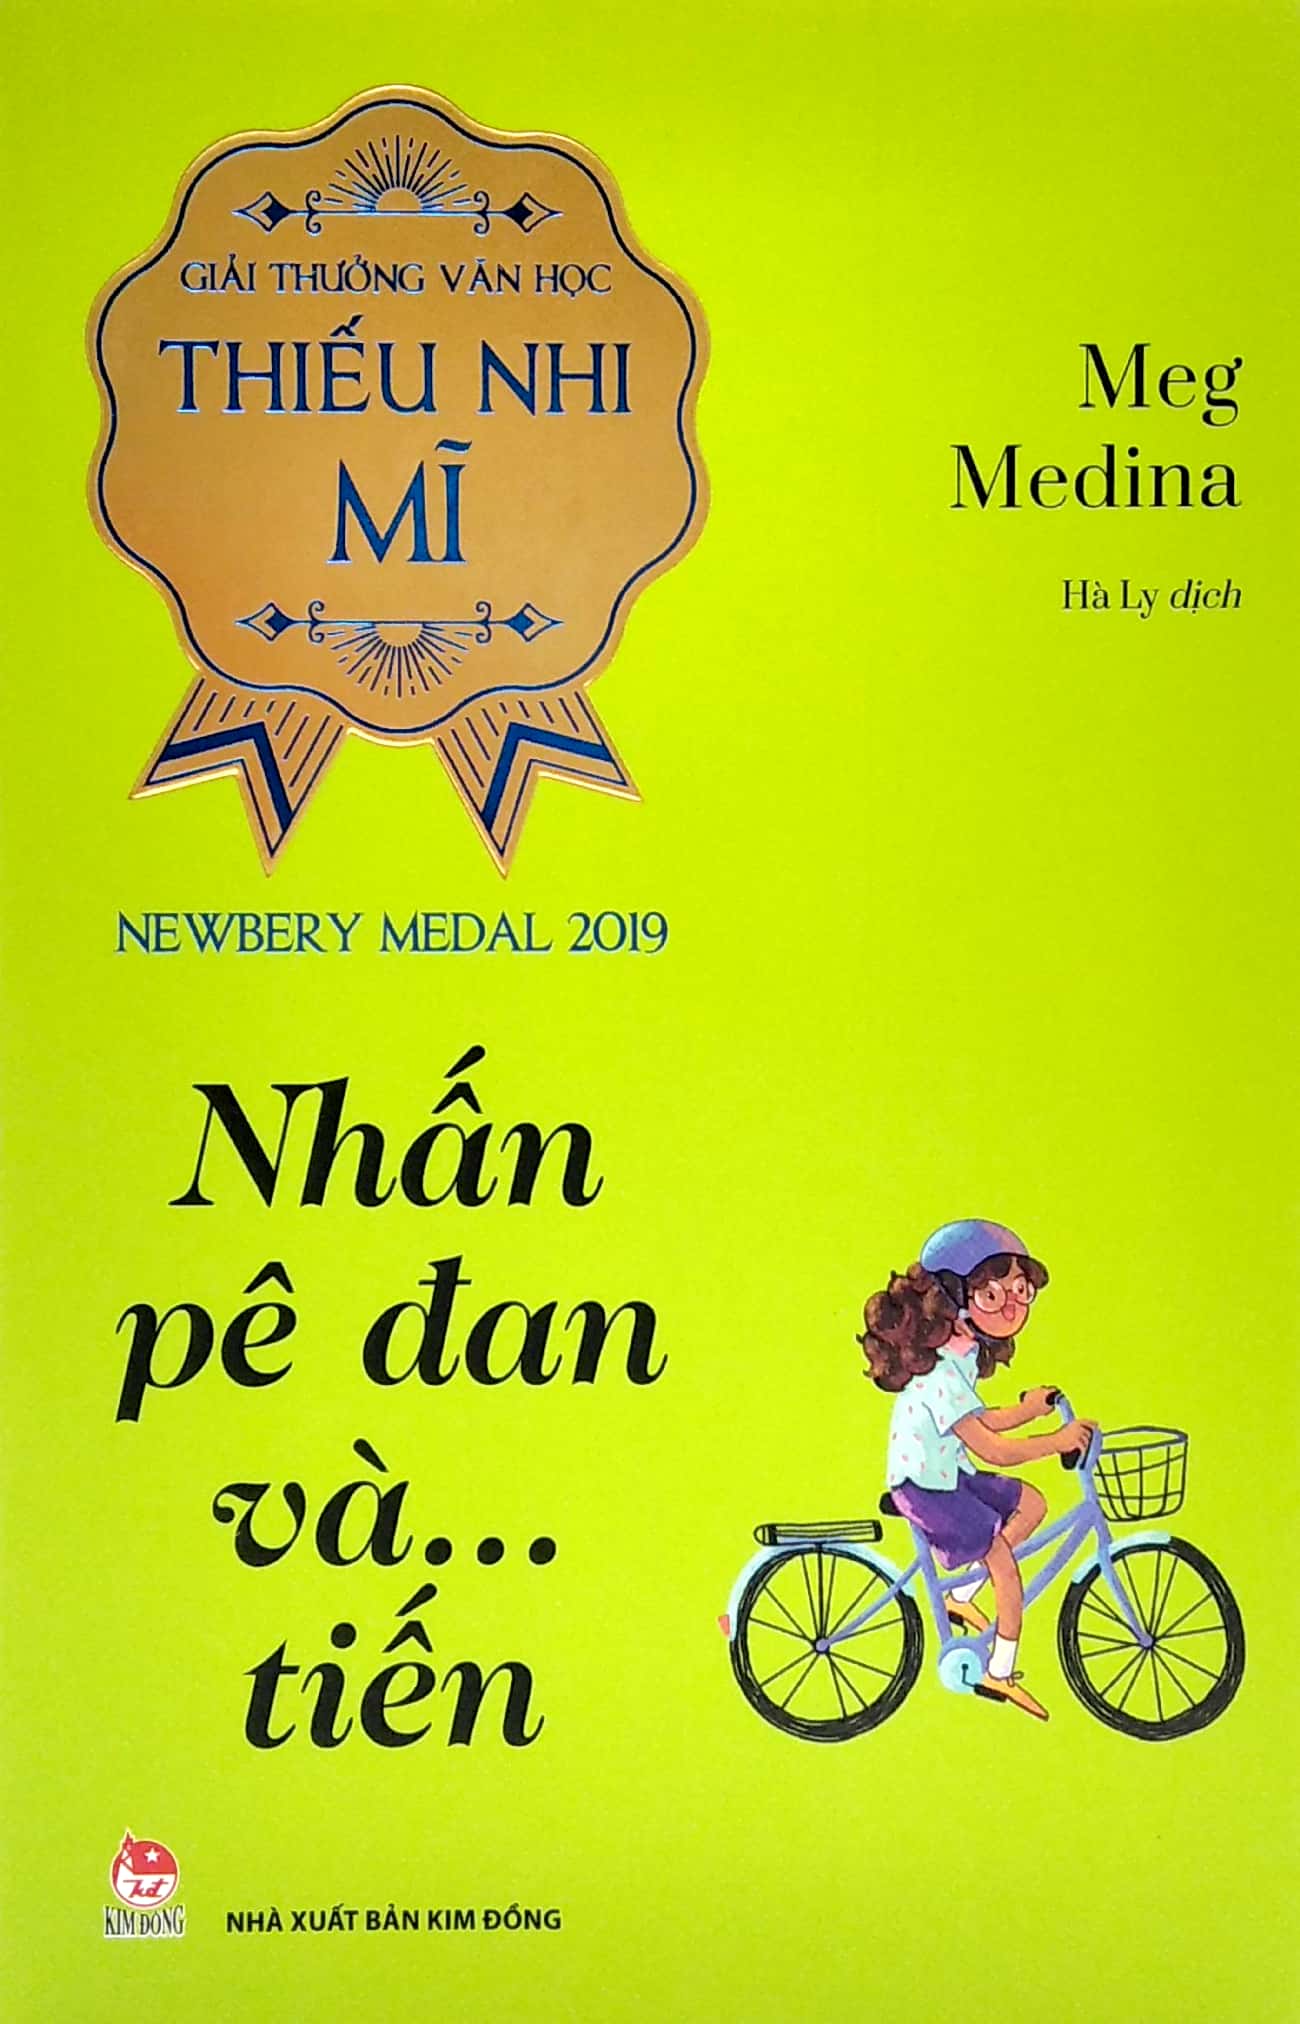 GIẢI THƯỞNG VĂN HỌC
THIẾU NHI
MĨ
Meg
Medina
Hà Ly dịch
NEWBERY MEDAL 2019
Nhấn
pê đan
và...
tiến
kđ
KIM ĐỒNG
NHÀ XUẤT BẢN KIM ĐỒNG